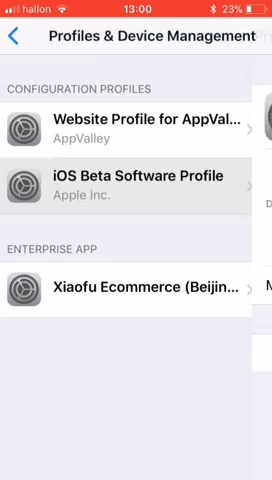 hallon 13:00 23%
Profiles & Device Management
CONFIGURATION PROFILES
Website Profile for AppVal...
AppValley
iOS Beta Software Profile
Apple Inc.
ENTERPRISE APP
Xiaofu Ecommerce (Beijin...